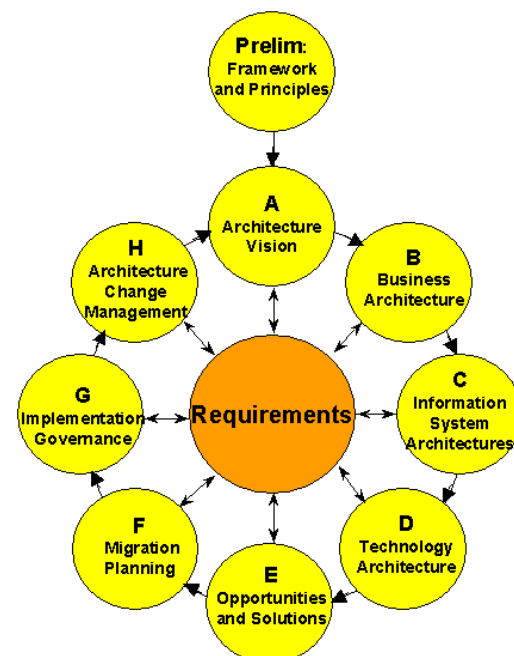 Prelim:
Framework
and Principles
A
Architecture
Vision
B
Business
Architecture
C
Information
System
Architectures
D
Technology
Architecture
E
Opportunities
and Solutions
F
Migration
Planning
G
Implementation
Governance
H
Architecture
Change
Management
Requirements